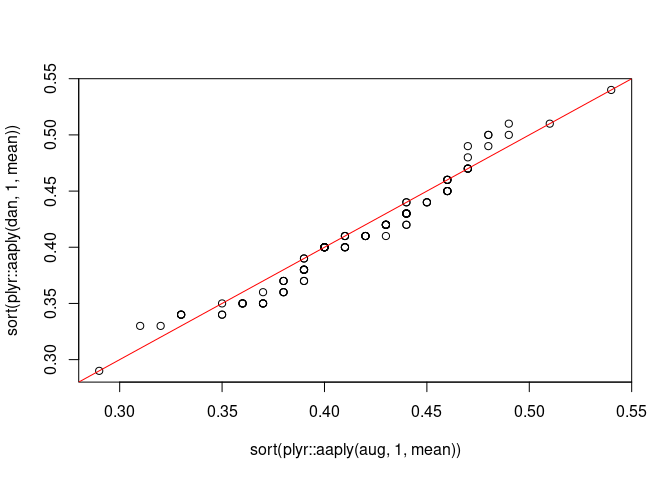 0.55
0.50
0.45
0.40
0.35
0.30
sort(plyr::aaply(dan, 1, mean))
0.30 0.35 0.40 0.45 0.50 0.55
sort(plyr::aaply(aug, 1, mean))